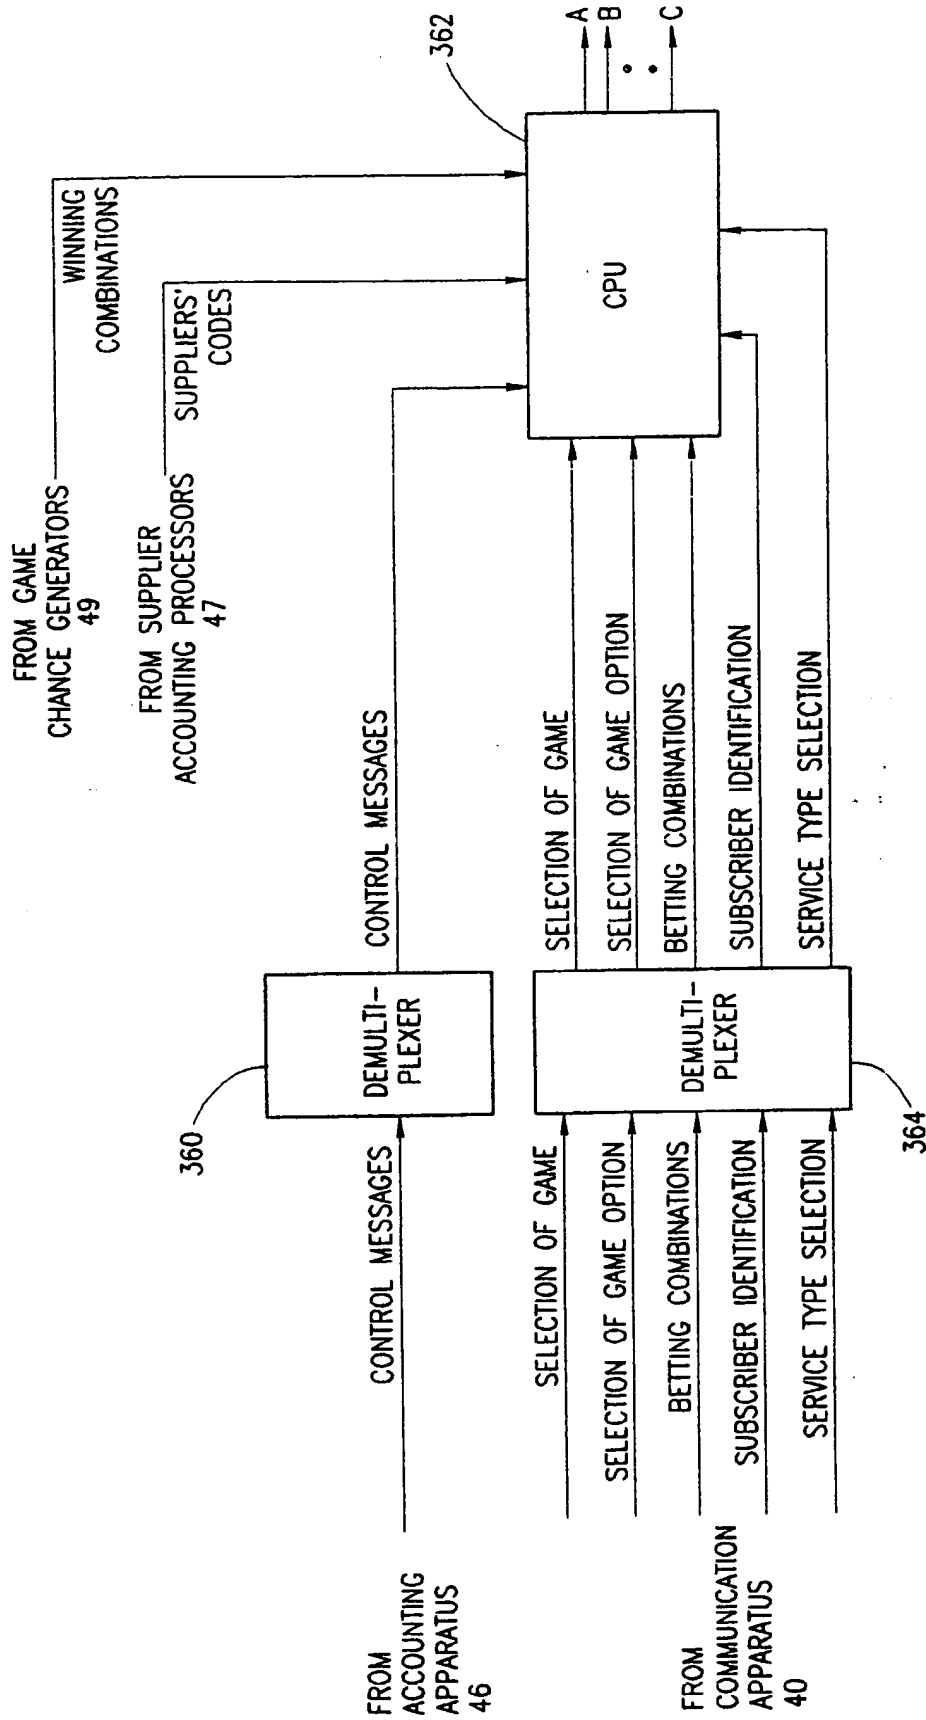 FROM GAME
CHANCE GENERATORS
49
WINNING
COMBINATIONS
FROM SUPPLIER
ACCOUNTING PROCESSORS
47
SUPPLIERS'
CODES
362
FROM
ACCOUNTING
APPARATUS
46
CONTROL MESSAGES
360
DEMULTI-
PLEXER
CONTROL MESSAGES
CPU
A
B
C
FROM
COMMUNICATION
APPARATUS
40
SELECTION OF GAME
SELECTION OF GAME OPTION
BETTING COMBINATIONS
SUBSCRIBER IDENTIFICATION
SERVICE TYPE SELECTION
DEMULTI-
PLEXER
364
SELECTION OF GAME
SELECTION OF GAME OPTION
BETTING COMBINATIONS
SUBSCRIBER IDENTIFICATION
SERVICE TYPE SELECTION